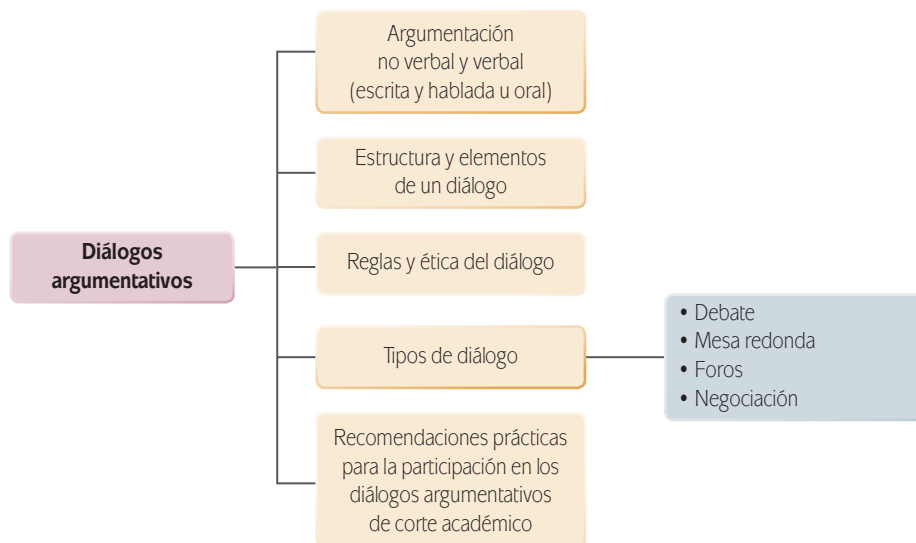 Argumentación
no verbal y verbal
(escrita y hablada u oral)
Estructura y elementos
de un diálogo
Diálogos
argumentativos
Reglas y ética del diálogo
Tipos de diálogo
• Debate
• Mesa redonda
• Foros
• Negociación
Recomendaciones prácticas
para la participación en los
diálogos argumentativos
de corte académico